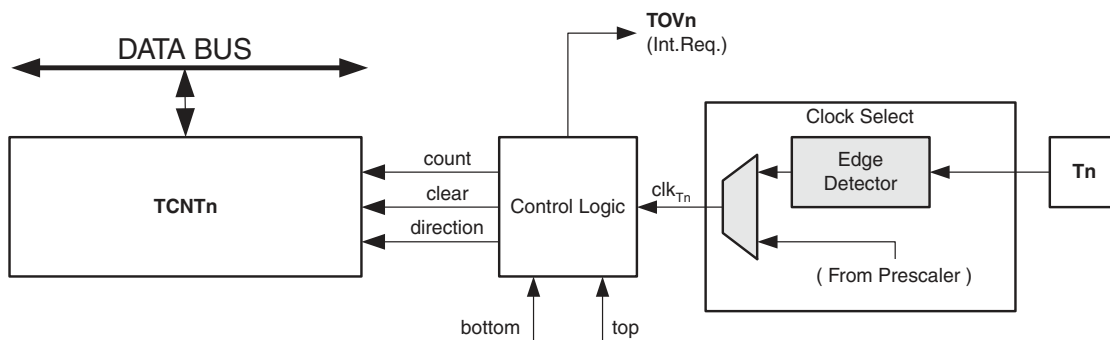 TOVn
(Int.Req.)
DATA BUS
Clock Select
Edge
Detector
Tn
TCNTn
count
clear
direction
Control Logic
clkTn
( From Prescaler )
bottom
top